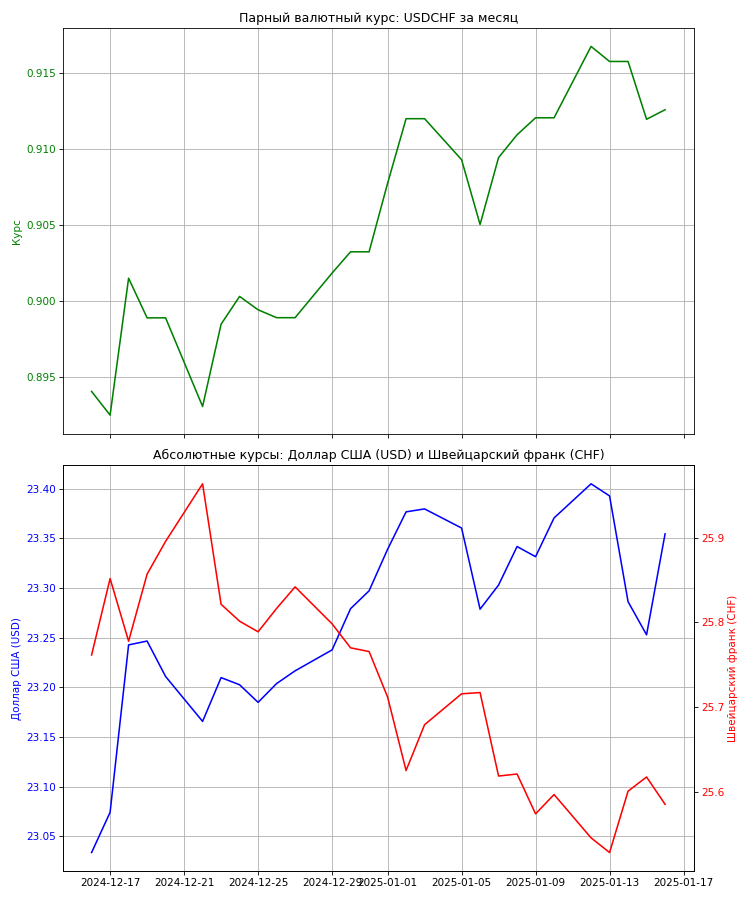 Парный валютный курс: USDCHF за месяц
Курс
0.915
0.910
0.905
0.900
0.895
Абсолютные курсы: Доллар США (USD) и Швейцарский франк (CHF)
Доллар США (USD)
23.40
23.35
23.30
23.25
23.20
23.15
23.10
23.05
25.9
25.8
25.7
25.6
Швейцарский франк (CHF)
2024-12-17 2024-12-21 2024-12-25 2024-12-29 2025-01-01 2025-01-05 2025-01-09 2025-01-13 2025-01-17